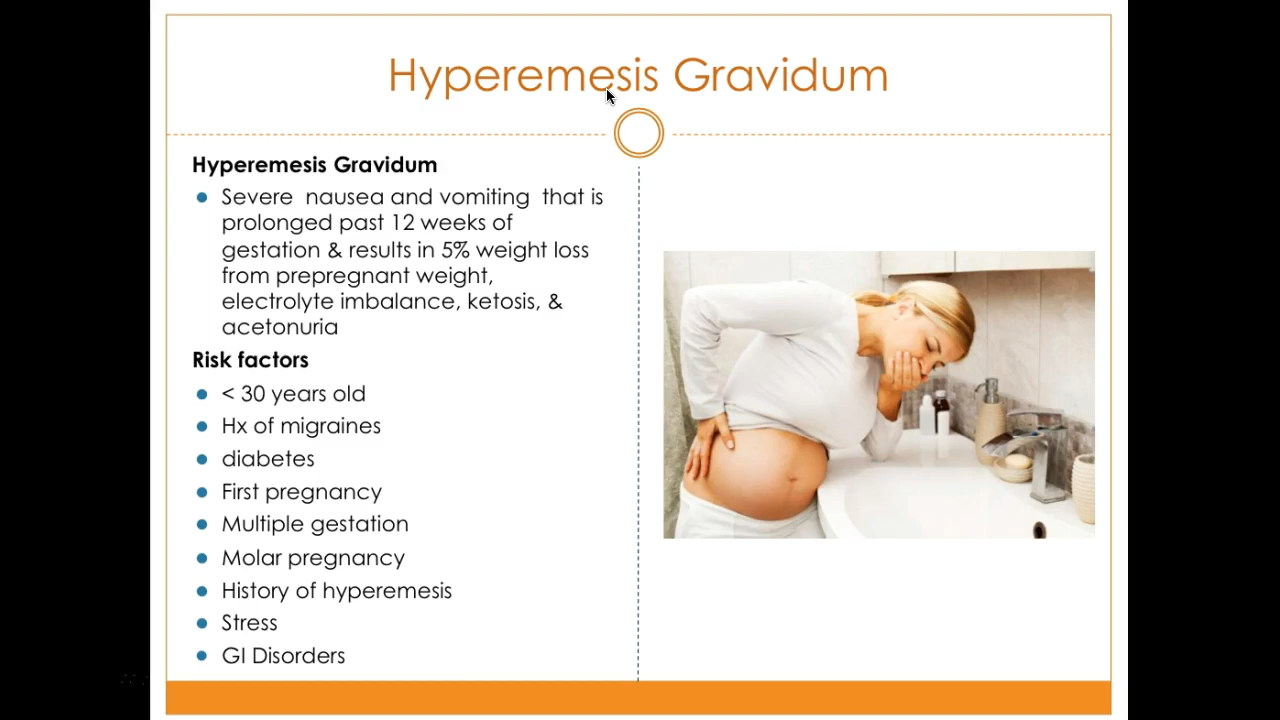 Hyperemesis Gravidum
Hyperemesis Gravidum
Severe nausea and vomiting that is
prolonged past 12 weeks of
gestation & results in 5% weight loss
from prepregnant weight,
electrolyte imbalance, ketosis, &
acetonuria
Risk factors
< 30 years old
Hx of migraines
diabetes
First pregnancy
Multiple gestation
Molar pregnancy
History of hyperemesis
Stress
GI Disorders